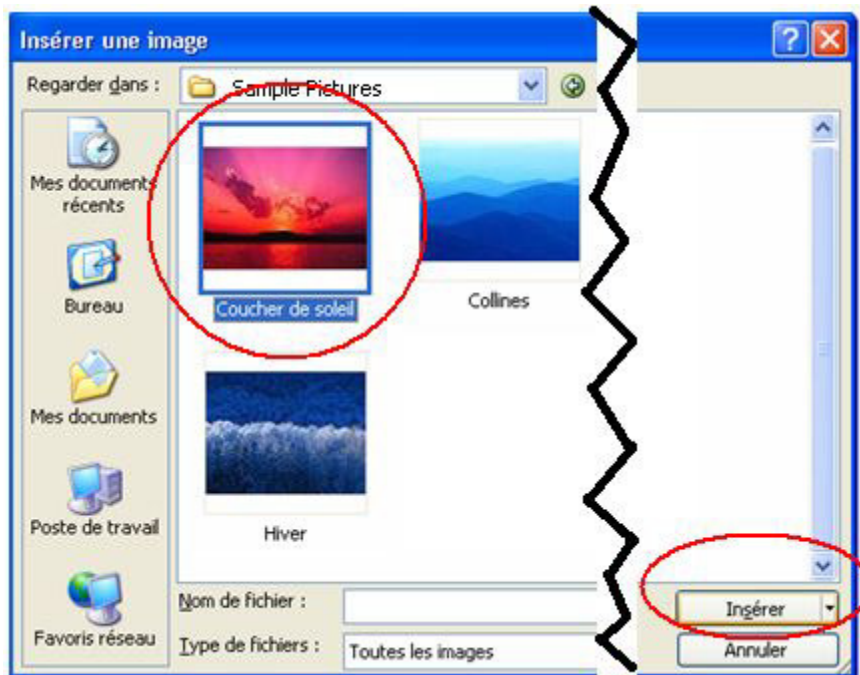 Insérer une image
Regarder dans :
Sample Pictures
Mes documents
récents
Bureau
Mes documents
Poste de travail
Favoris réseau
Coucher de soleil
Collines
Hiver
Nom de fichier :
Insérer
Type de fichiers :
Toutes les images
Annuler